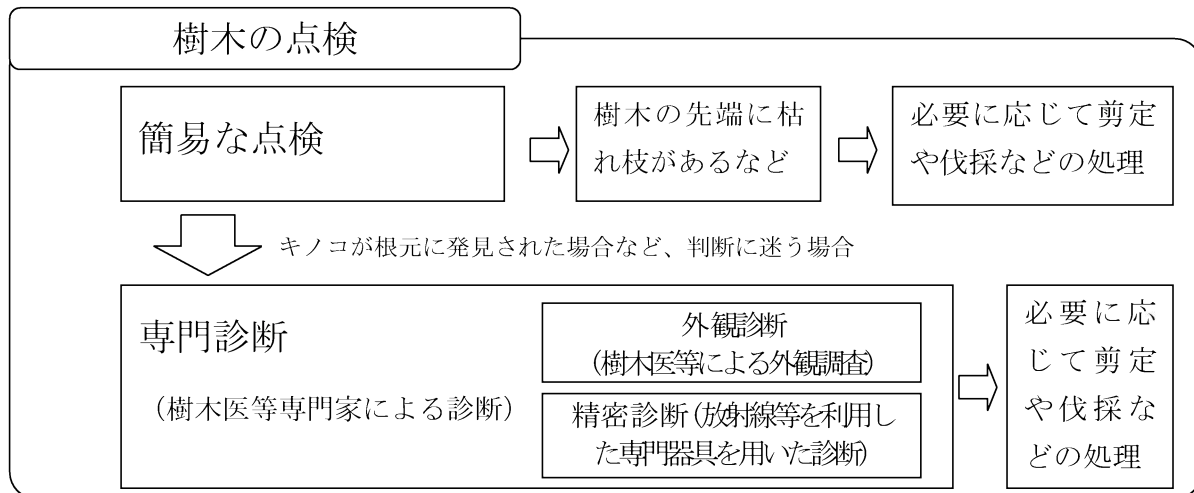 樹木の点検
簡易な点検
樹木の先端に枯
れ枝があるなど
必要に応じて剪定
や伐採などの処理
キノコが根元に発見された場合など、判断に迷う場合
専門診断
(樹木医等専門家による診断)
外観診断
(樹木医等による外観調査)
精密診断(放射線等を利用し
た専門器具を用いた診断)
必要に応
じて剪定
や伐採な
どの処理